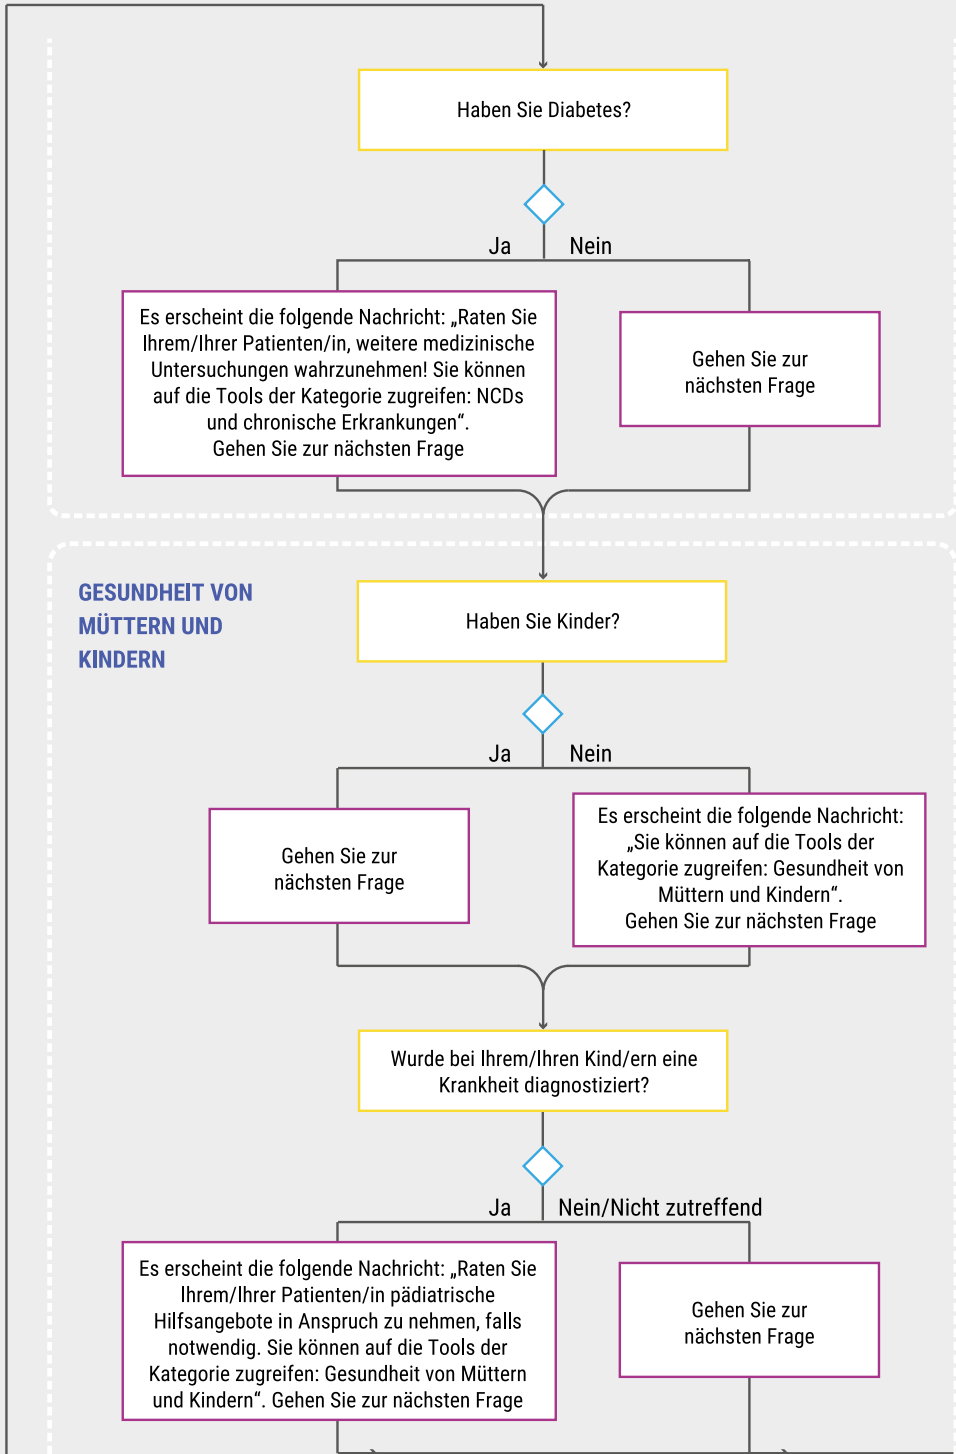 Haben Sie Diabetes?
Ja
Nein
Es erscheint die folgende Nachricht: „Raten Sie
Ihrem/Ihrer Patienten/in, weitere medizinische
Untersuchungen wahrzunehmen! Sie können
auf die Tools der Kategorie zugreifen: NCDs
und chronische Erkrankungen“.
Gehen Sie zur nächsten Frage
Gehen Sie zur
nächsten Frage
GESUNDHEIT VON
MÜTTERN UND
KINDERN
Haben Sie Kinder?
Ja
Nein
Gehen Sie zur
nächsten Frage
Es erscheint die folgende Nachricht:
„Sie können auf die Tools der
Kategorie zugreifen: Gesundheit von
Müttern und Kindern“.
Gehen Sie zur nächsten Frage
Wurde bei Ihrem/Ihren Kind/ern eine
Krankheit diagnostiziert?
Ja
Nein/Nicht zutreffend
Es erscheint die folgende Nachricht: „Raten Sie
Ihrem/Ihrer Patienten/in pädiatrische
Hilfsangebote in Anspruch zu nehmen, falls
notwendig. Sie können auf die Tools der
Kategorie zugreifen: Gesundheit von Müttern
und Kindern“. Gehen Sie zur nächsten Frage
Gehen Sie zur
nächsten Frage